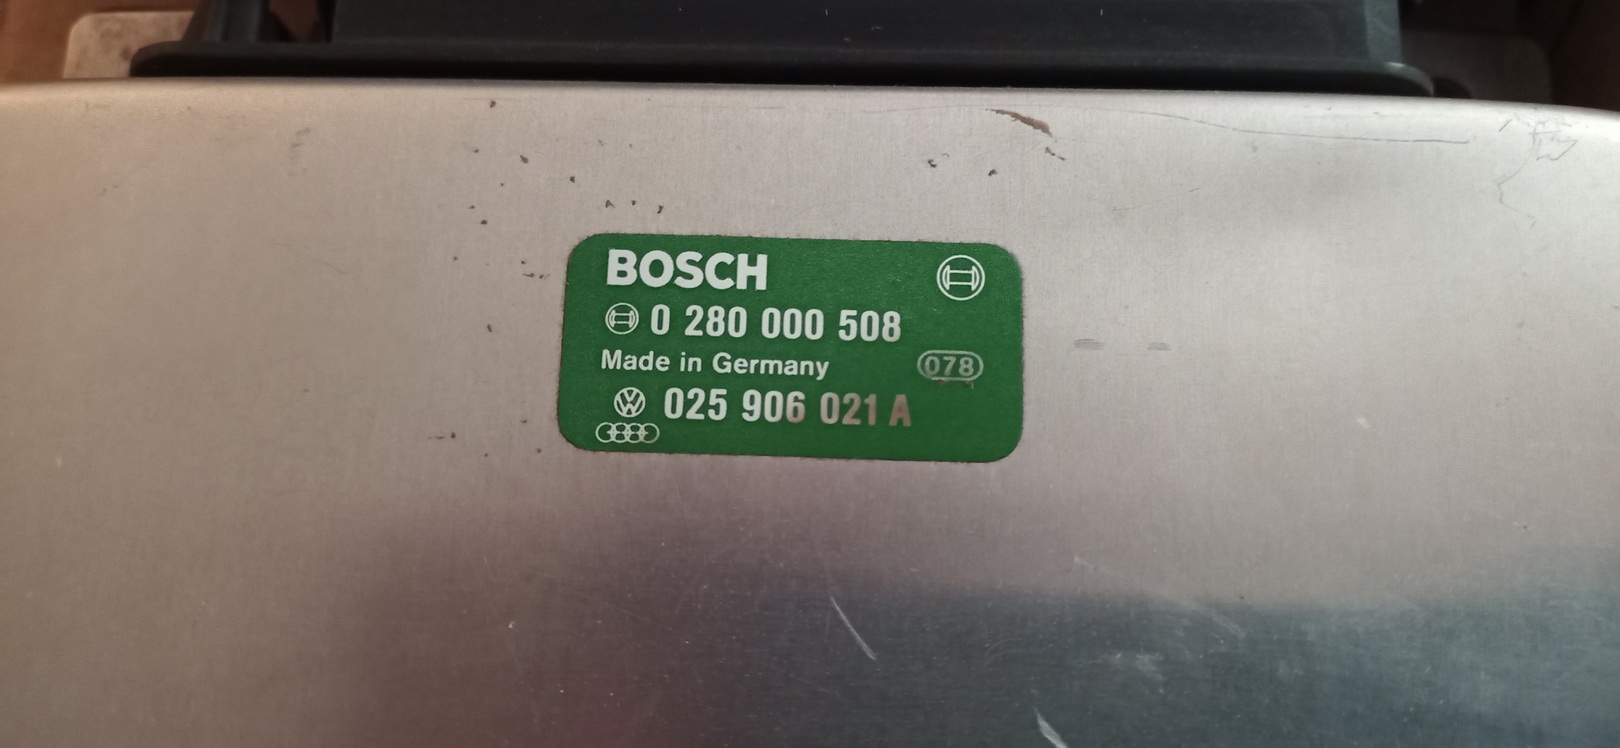 BOSCH
0 280 000 508
Made in Germany 078
025 906 021 A